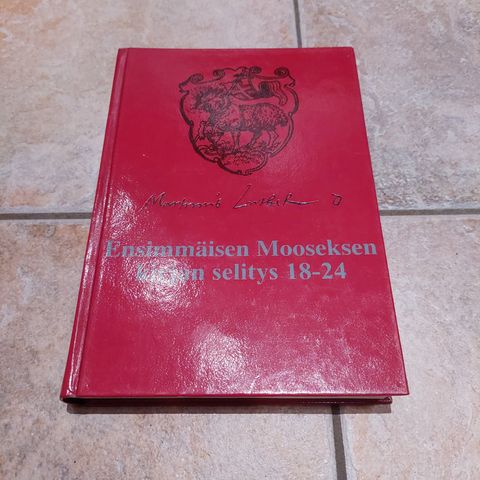 Martinus Luther D
Ensimmäisen Mooseksen
kirjan selitys 18-24